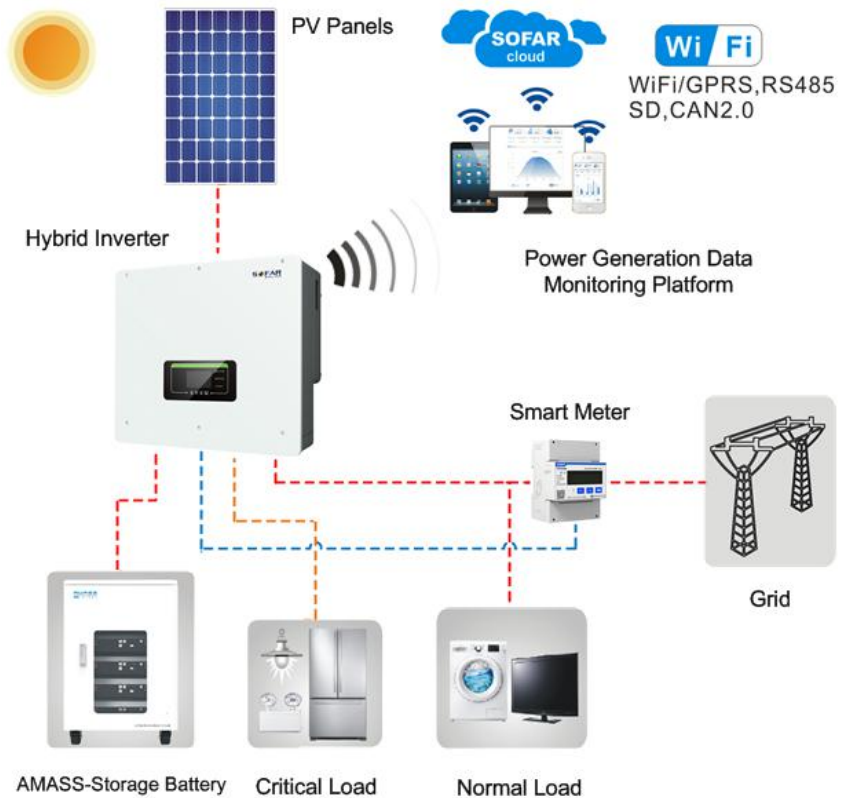 PV Panels
SOFAR
cloud
Wi Fi
WiFi/GPRS,RS485
SD,CAN2.0
Hybrid Inverter
SOFAR
Power Generation Data
Monitoring Platform
Smart Meter
Grid
AMASS-Storage Battery
Critical Load
Normal Load